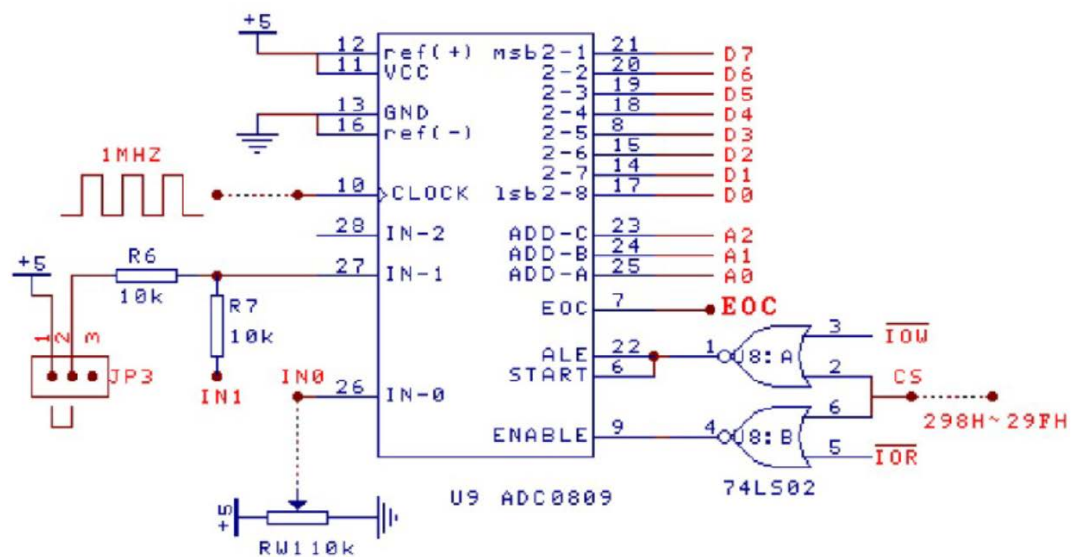 +5
12 ref(+) msb2-1 21 D7
11 VCC 2-2 20 D6
2-3 19 D5
13 GND 2-4 18 D4
16 ref(-) 2-5 8 D3
1MHZ 2-6 15 D2
2-7 14 D1
10 CLOCK lsb2-8 17 D0
28 IN-2 ADD-C 23 A2
ADD-B 24 A1
+5 R6 27 IN-1 ADD-A 25 A0
10k
R7 EOC 7 EOC
10k
1 2 3
3 IOW
ALE 22 1 U8:A
START 6 2 CS
JP3 IN1 IN0 26 IN-0
6 298H~29FH
ENABLE 9 4 U8:B
5 IOR
74LS02
U9 ADC0809
+5
RW110k